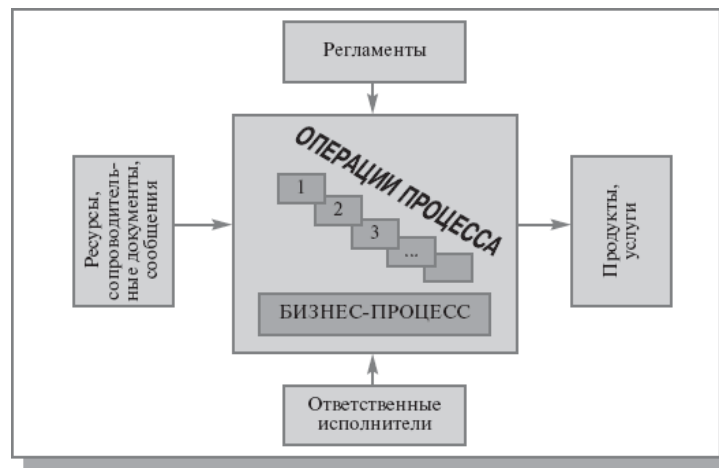 Регламенты
Ресурсы,
сопроводитель-
ные документы,
сообщения
ОПЕРАЦИИ ПРОЦЕССА
1
2
3
...
БИЗНЕС-ПРОЦЕСС
Продукты,
услуги
Ответственные
исполнители